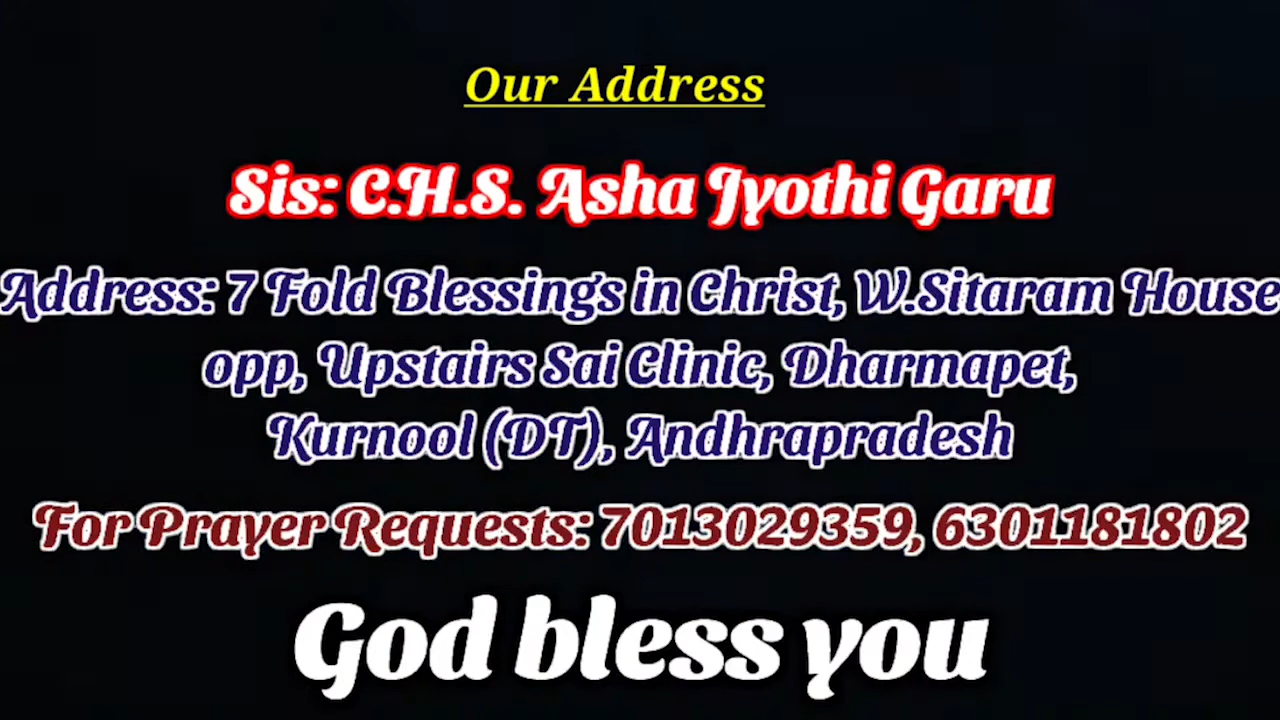 Our Address
Sis: C.H.S. Asha Jyothi Garu
Address: 7 Fold Blessings in Christ, W.Sitaram House
opp, Upstairs Sai Clinic, Dharmapet,
Kurnool (DT), Andhrapradesh
For Prayer Requests: 7013029359, 6301181802
God bless you